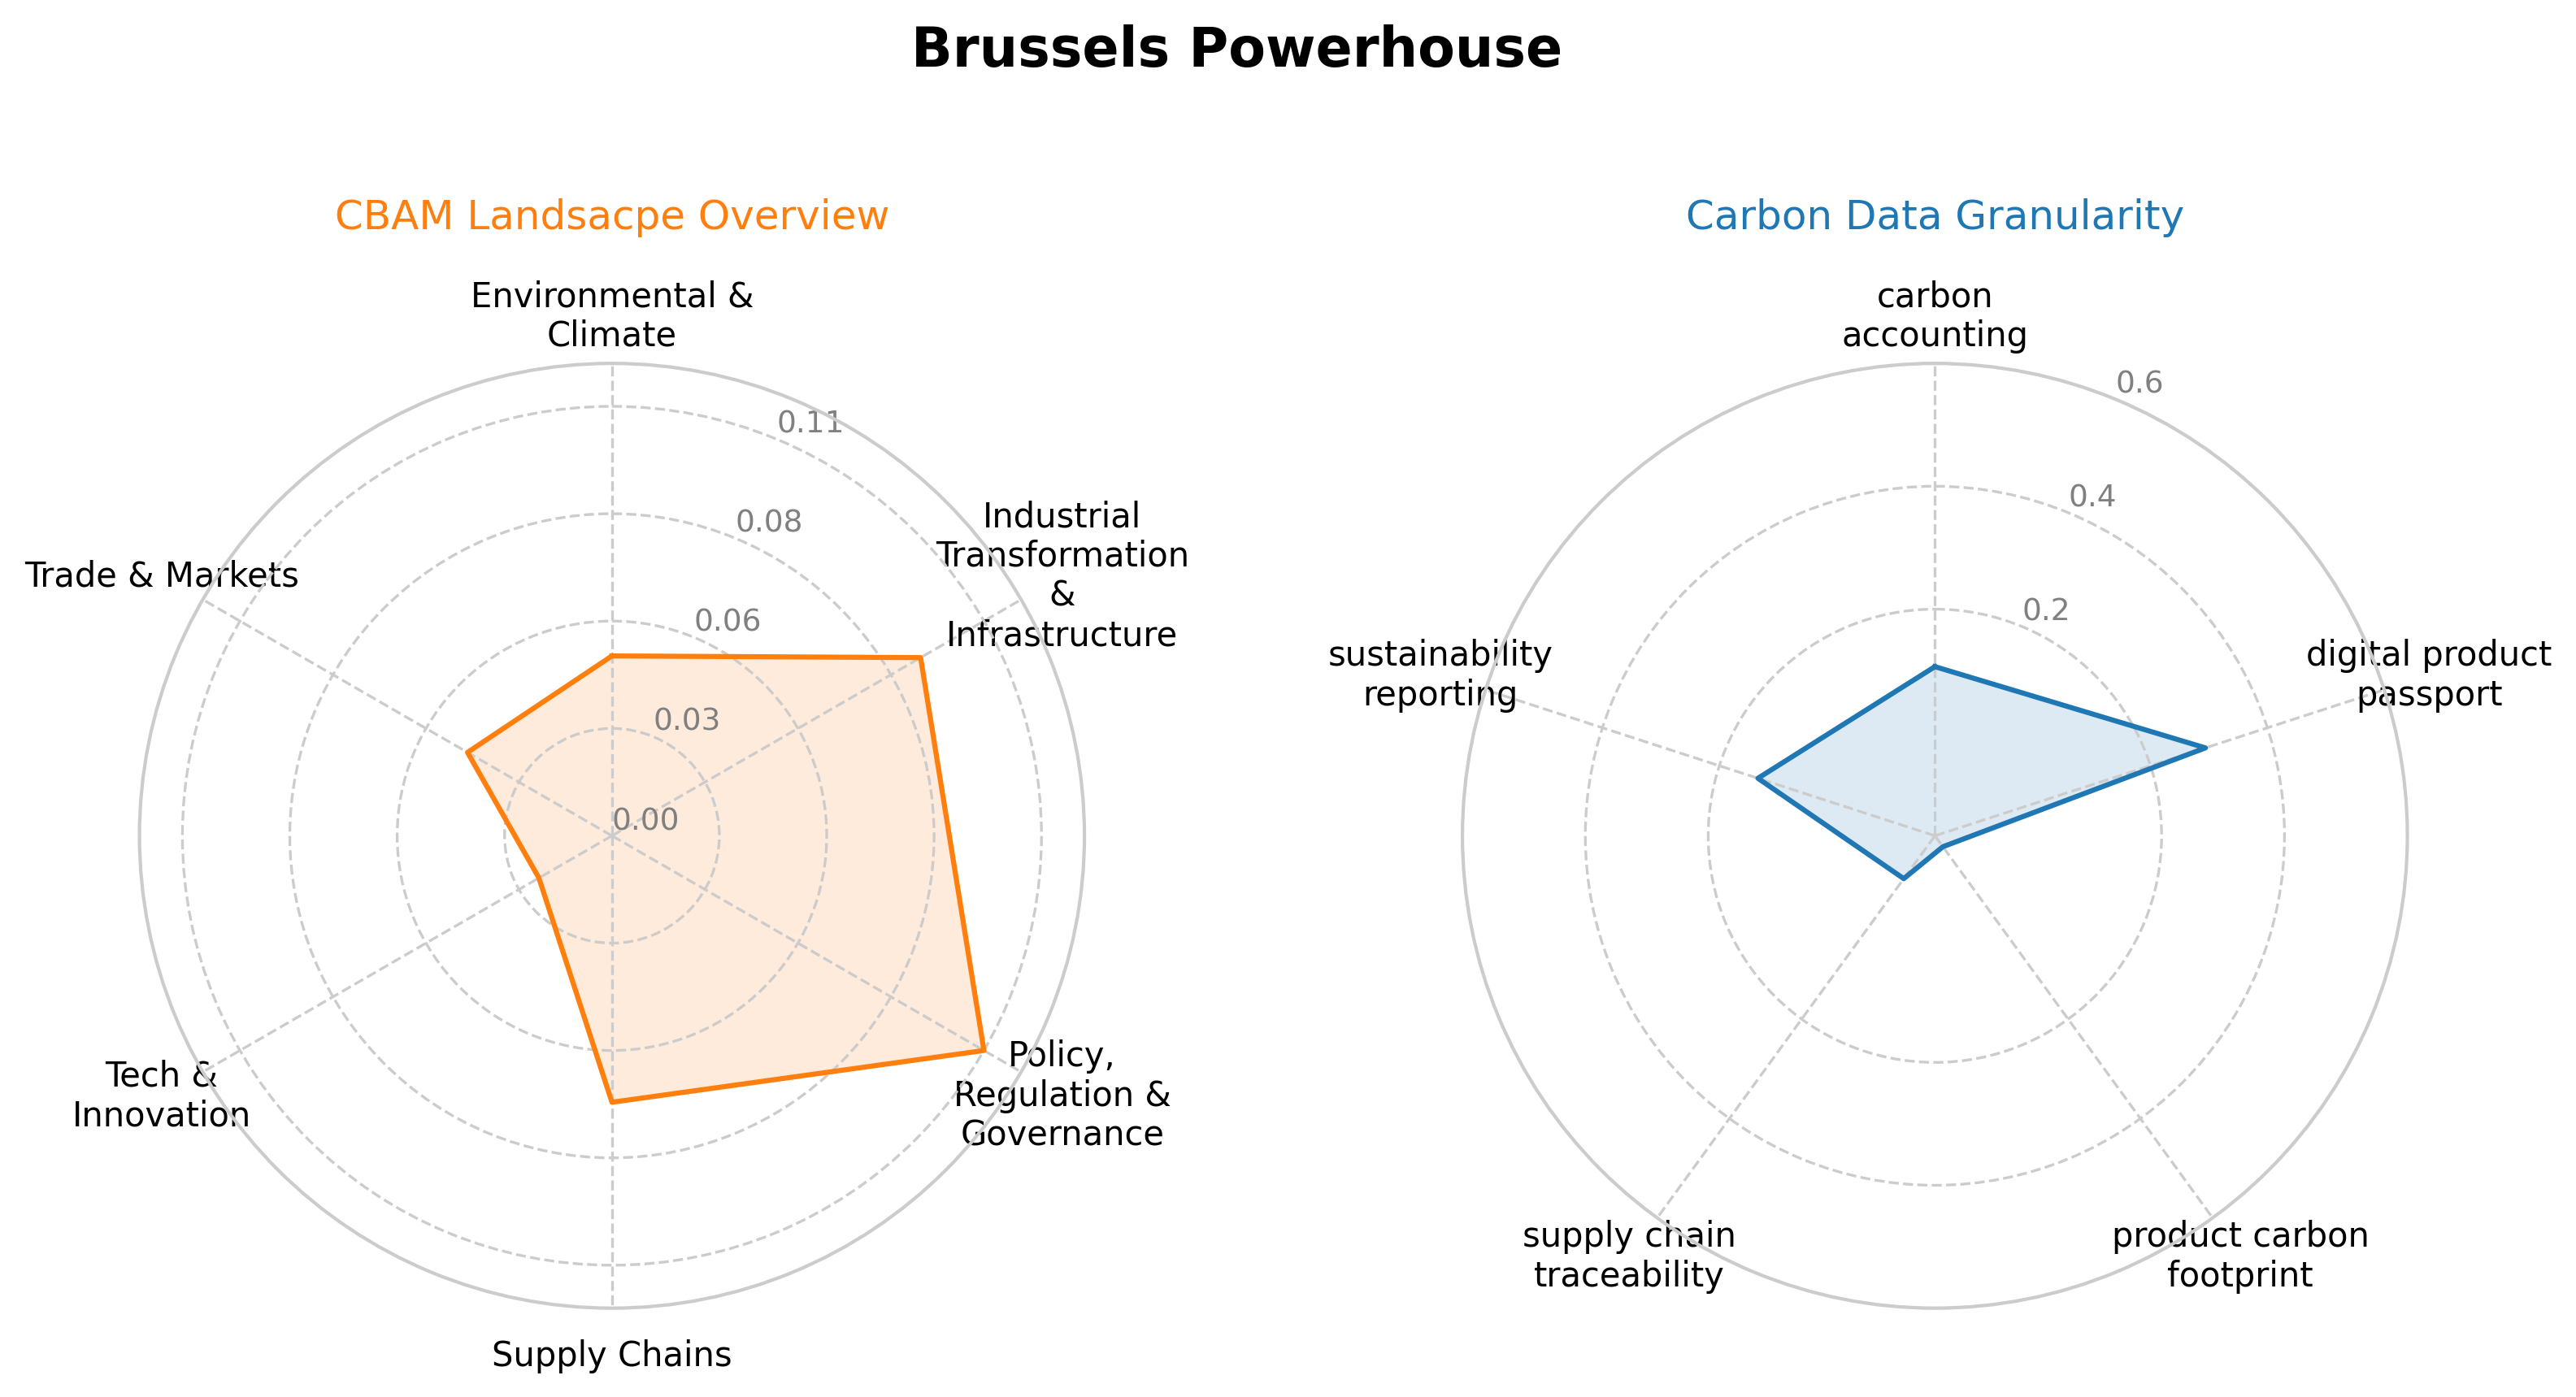 Brussels Powerhouse
CBAM Landsacpe Overview
Environmental &
Climate
0.11
0.08
0.06
0.03
0.00
Industrial
Transformation
&
Infrastructure
Trade & Markets
Tech &
Innovation
Policy,
Regulation &
Governance
Supply Chains
Carbon Data Granularity
carbon
accounting
0.6
0.4
0.2
sustainability
reporting
digital product
passport
supply chain
traceability
product carbon
footprint